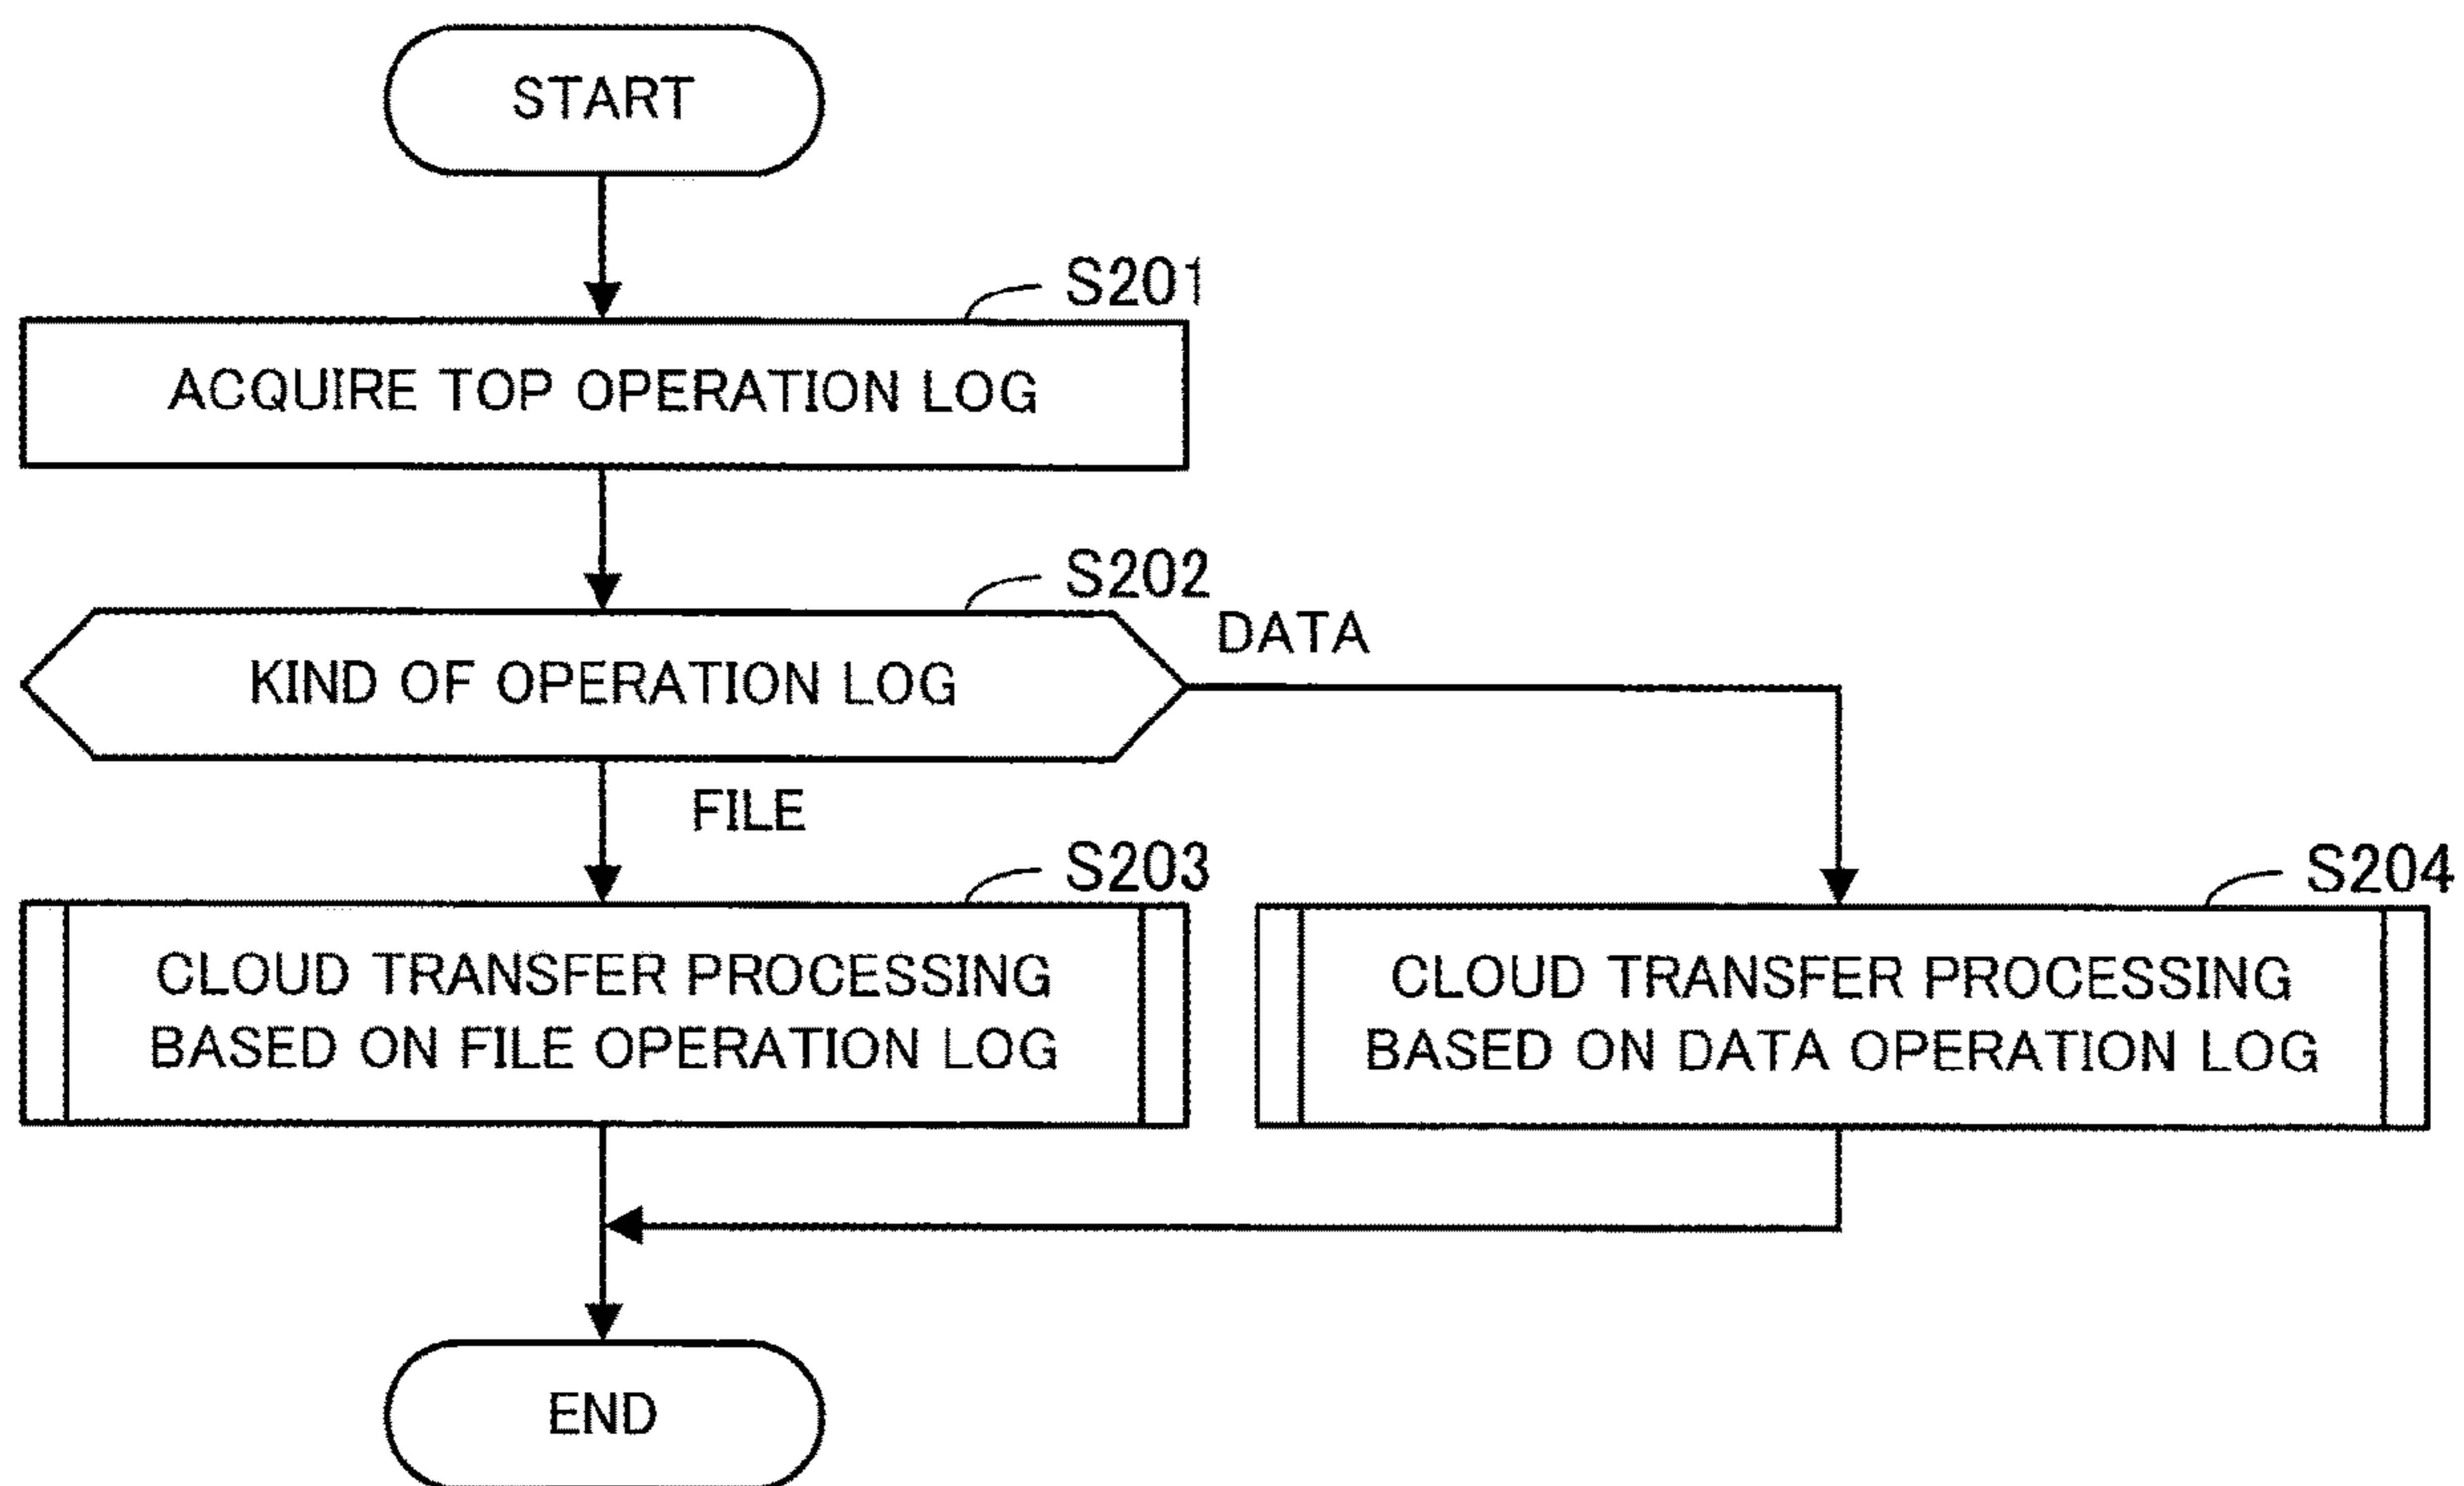 START
S201
ACQUIRE TOP OPERATION LOG
S202
KIND OF OPERATION LOG
DATA
FILE
S203
CLOUD TRANSFER PROCESSING
BASED ON FILE OPERATION LOG
S204
CLOUD TRANSFER PROCESSING
BASED ON DATA OPERATION LOG
END